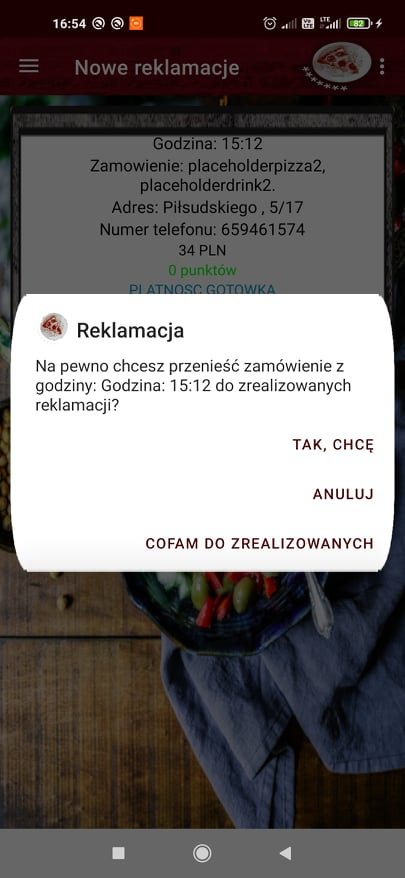 16:54
LTE
82
Nowe reklamacje
Godzina: 15:12
Zamowienie: placeholderpizza2,
placeholderdrink2.
Adres: Piłsudskiego , 5/17
Numer telefonu: 659461574
34 PLN
0 punktów
PLATNOSC GOTOWKA
Reklamacja
Na pewno chcesz przenieść zamówienie z
godziny: Godzina: 15:12 do zrealizowanych
reklamacji?
TAK, CHCĘ
ANULUJ
COFAM DO ZREALIZOWANYCH